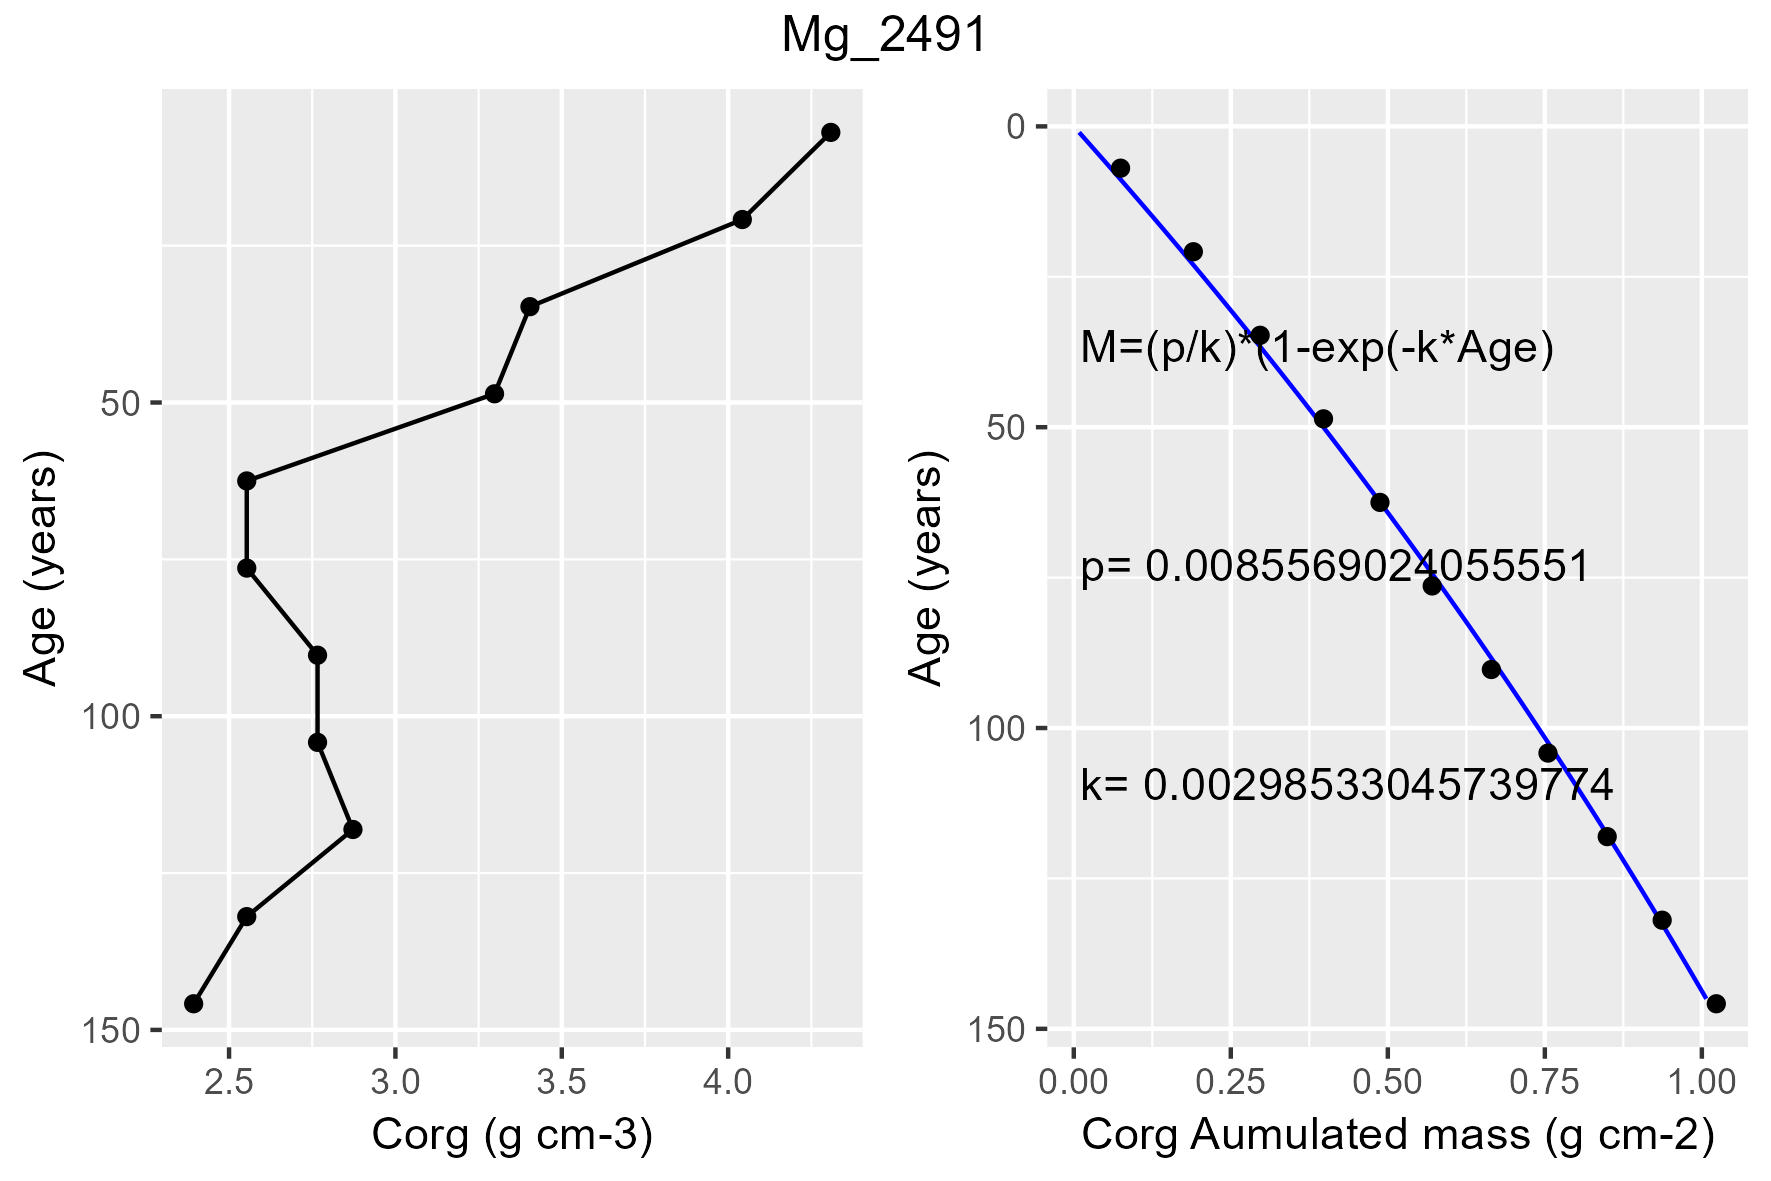 Mg_2491
50
100
150
2.5 3.0 3.5 4.0
Age (years)
Corg (g cm-3)
0
50
100
150
0.00 0.25 0.50 0.75 1.00
Age (years)
Corg Aumulated mass (g cm-2)
M=(p/k)*(1-exp(-k*Age)
p= 0.0085569024055551
k= 0.00298533045739774